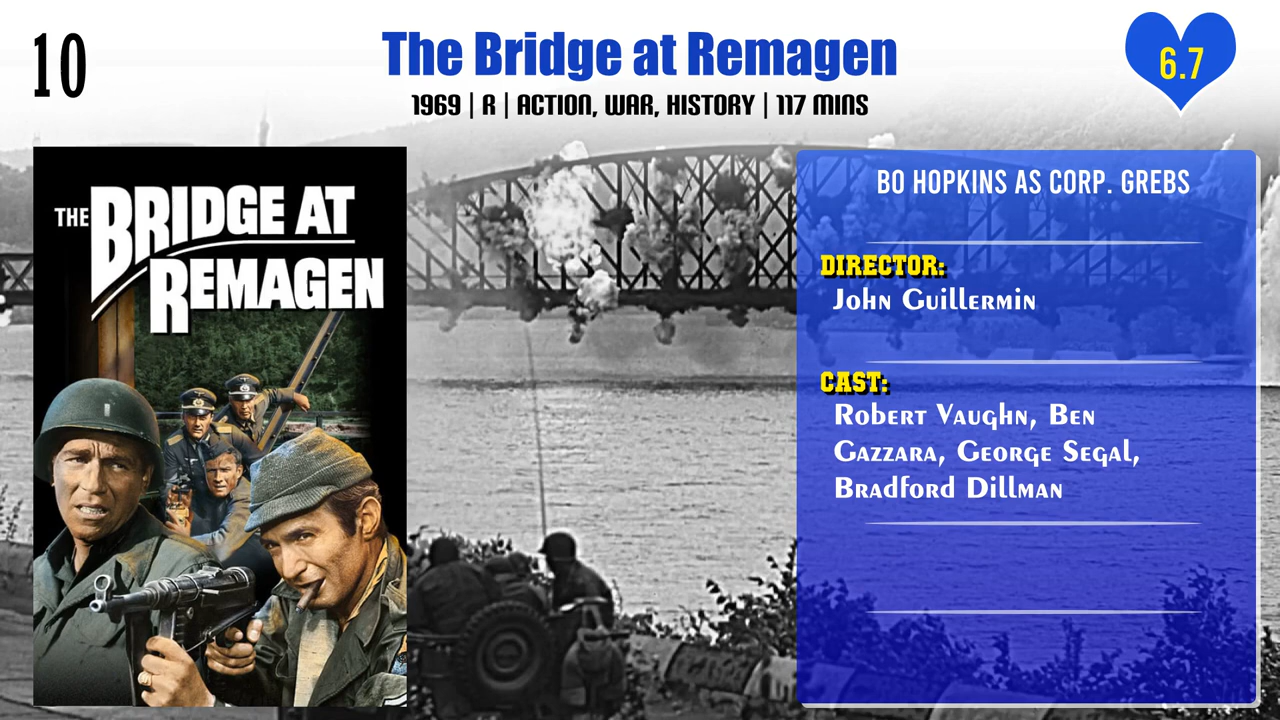 10
The Bridge at Remagen
6.7
1969 | R | ACTION, WAR, HISTORY | 117 MINS
THE BRIDGE AT
REMAGEN
BO HOPKINS AS CORP. GREBS
DIRECTOR:
John Guillermin
CAST:
Robert Vaughn, Ben
Gazzara, George Segal,
Bradford Dillman